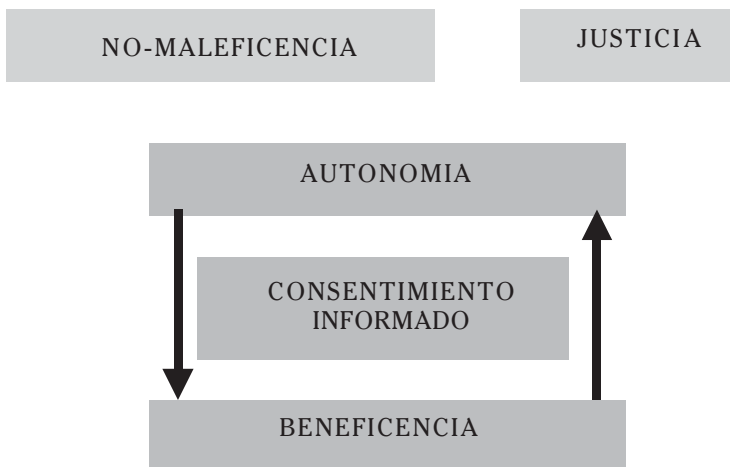 NO-MALEFICENCIA
JUSTICIA
AUTONOMIA
CONSENTIMIENTO
INFORMADO
BENEFICENCIA